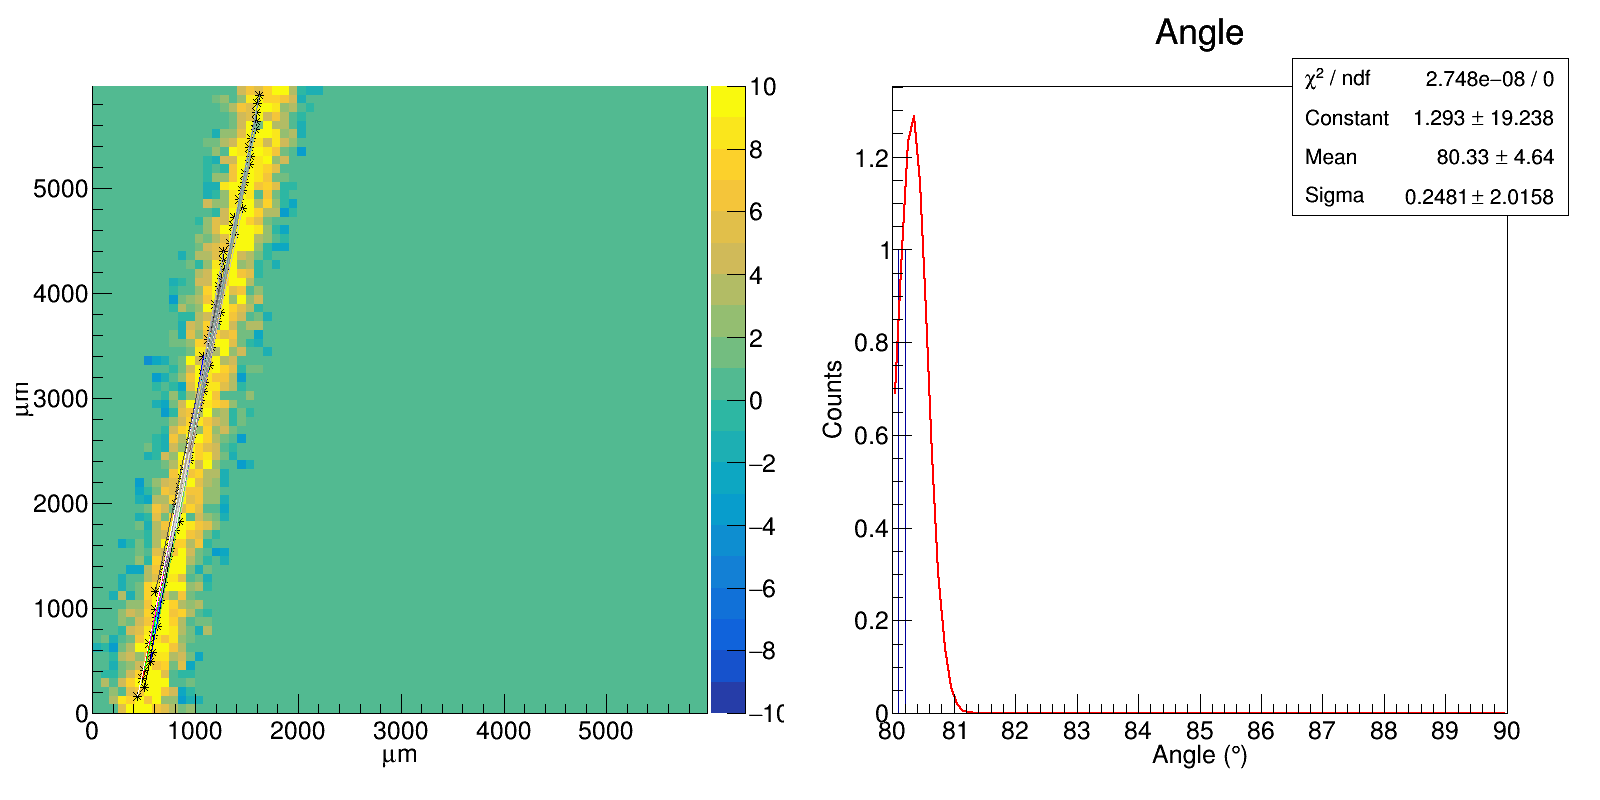 Angle
χ² / ndf 2.748e−08 / 0
Constant 1.293 ± 19.238
Mean 80.33 ± 4.64
Sigma 0.2481 ± 2.0158
5000
4000
3000
2000
1000
0
μm
0 1000 2000 3000 4000 5000
μm
10
8
6
4
2
0
−2
−4
−6
−8
−10
1.2
1
0.8
0.6
0.4
0.2
0
Counts
80 81 82 83 84 85 86 87 88 89 90
Angle (°)